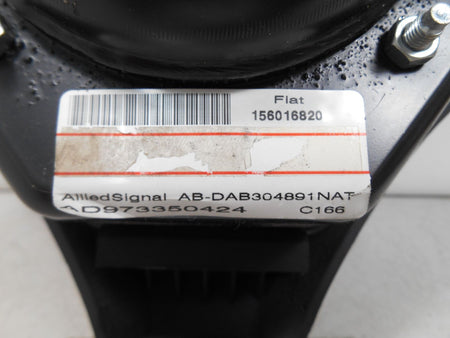 Fiat
156016820
AlliedSignal AB-DAB304891NAT
AD973350424 C166